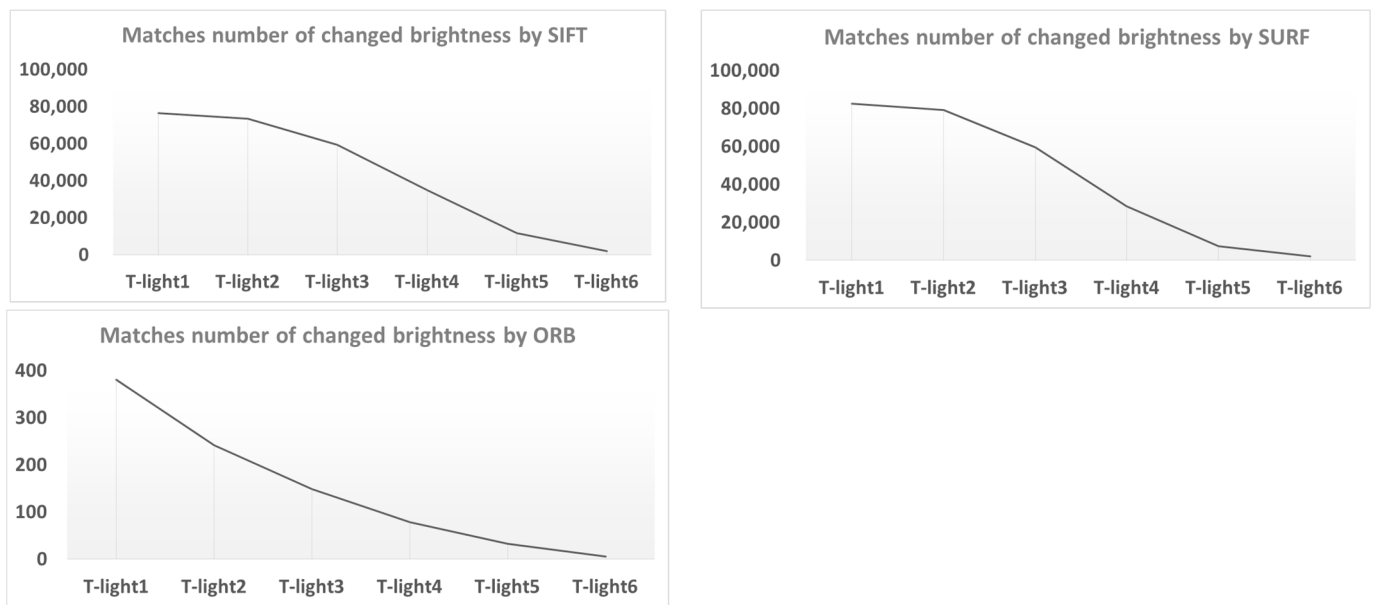 Matches number of changed brightness by SIFT
100,000
80,000
60,000
40,000
20,000
0
T-light1 T-light2 T-light3 T-light4 T-light5 T-light6
Matches number of changed brightness by SURF
100,000
80,000
60,000
40,000
20,000
0
T-light1 T-light2 T-light3 T-light4 T-light5 T-light6
Matches number of changed brightness by ORB
400
300
200
100
0
T-light1 T-light2 T-light3 T-light4 T-light5 T-light6